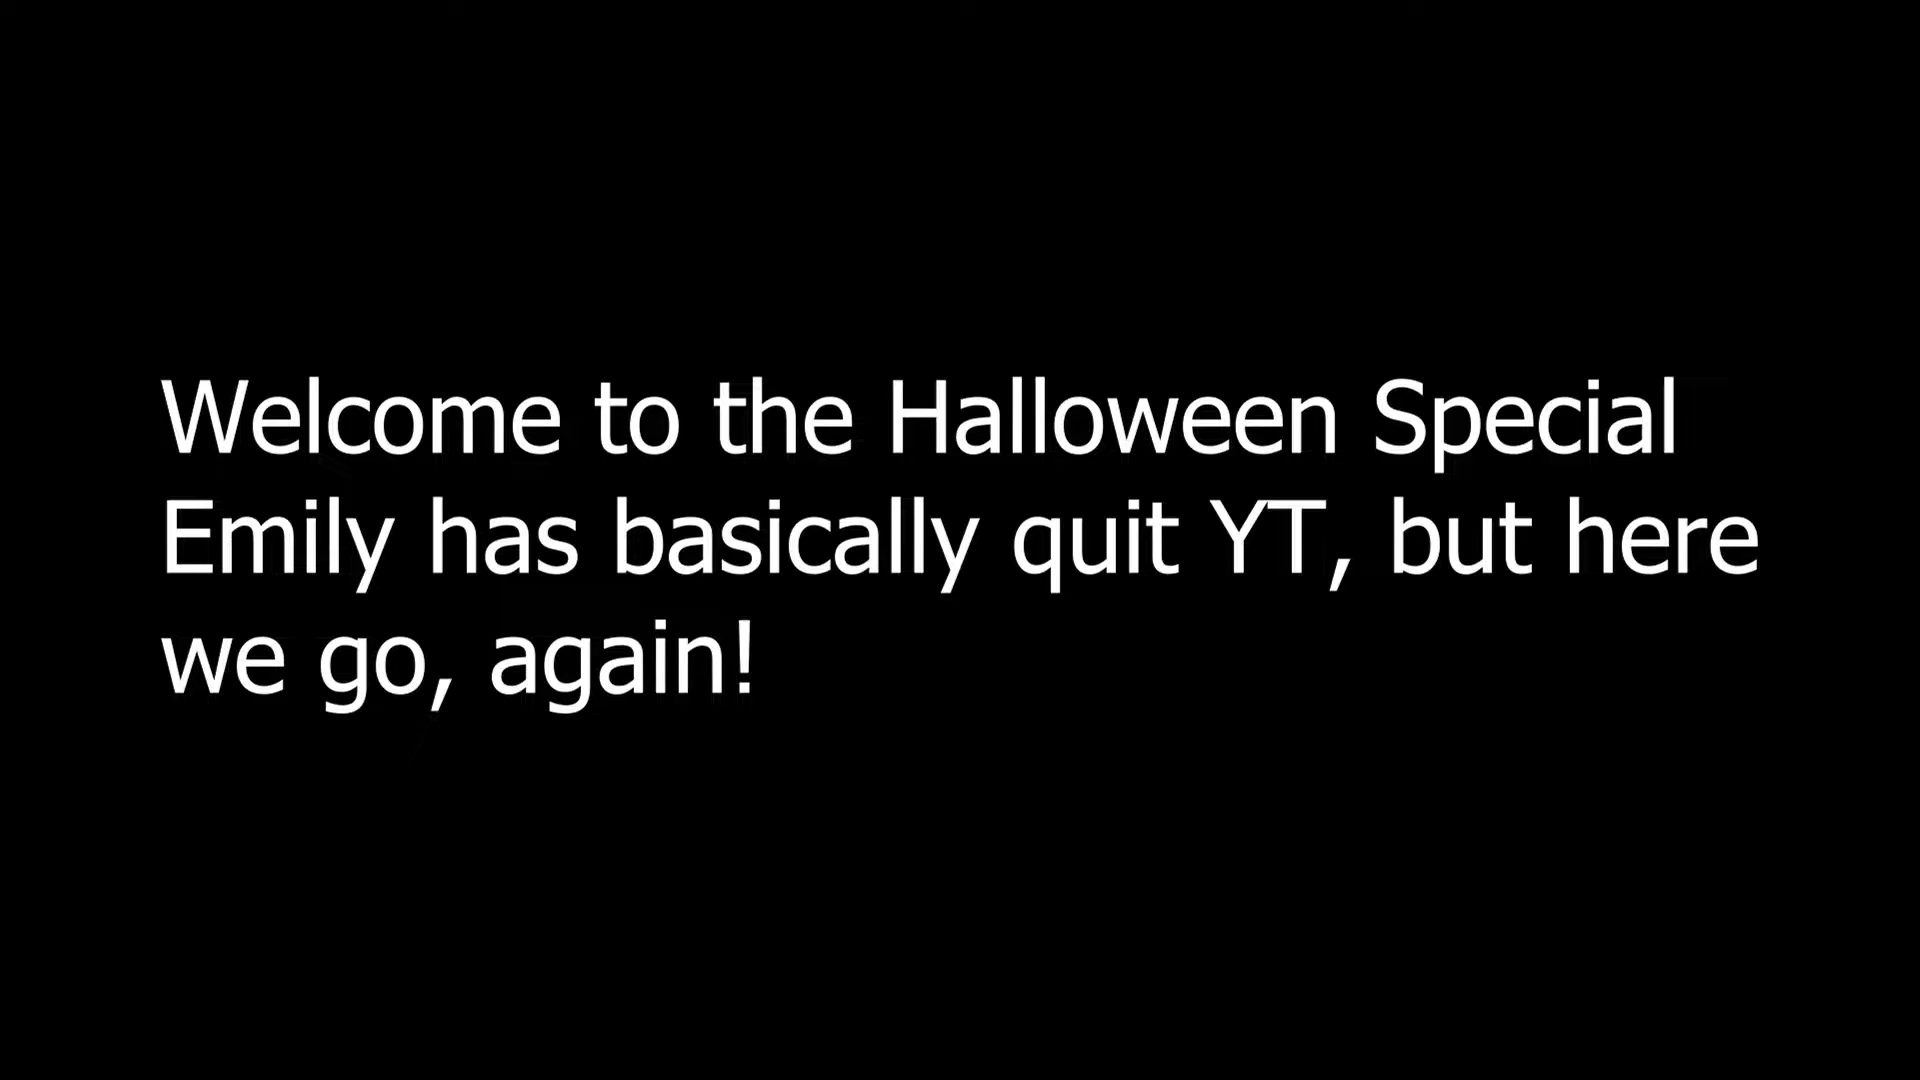 Welcome to the Halloween Special
Emily has basically quit YT, but here
we go, again!